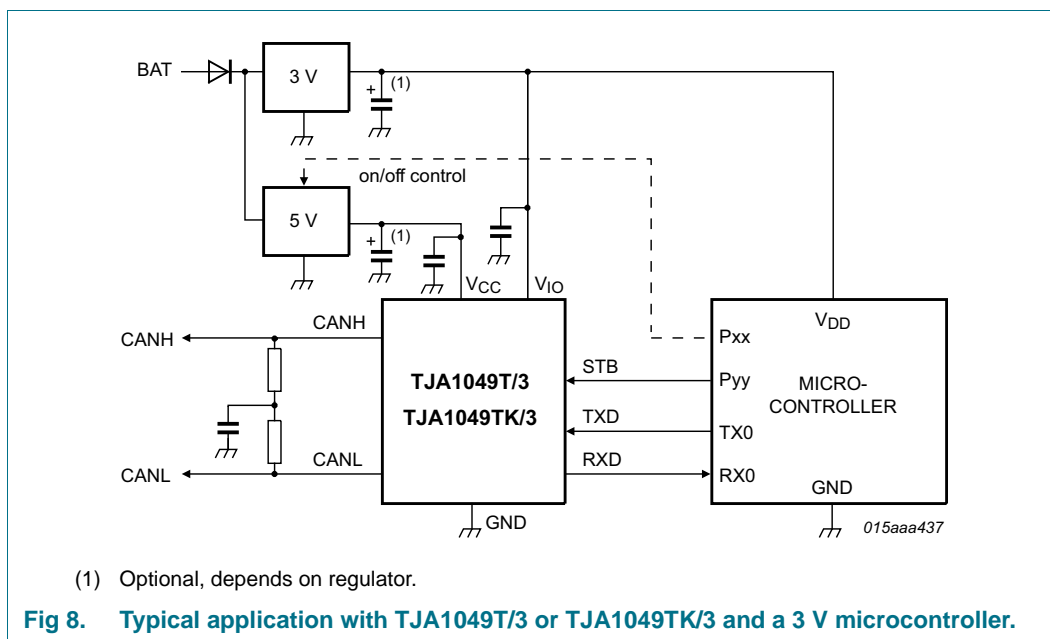 BAT
3 V
+
(1)
on/off control
5 V
+
(1)
VCC
VIO
CANH
CANH
TJA1049T/3
TJA1049TK/3
CANL
CANL
GND
STB
TXD
RXD
Pxx
VDD
Pyy
MICRO-
CONTROLLER
TX0
RX0
GND
015aaa437
(1) Optional, depends on regulator.
Fig 8. Typical application with TJA1049T/3 or TJA1049TK/3 and a 3 V microcontroller.